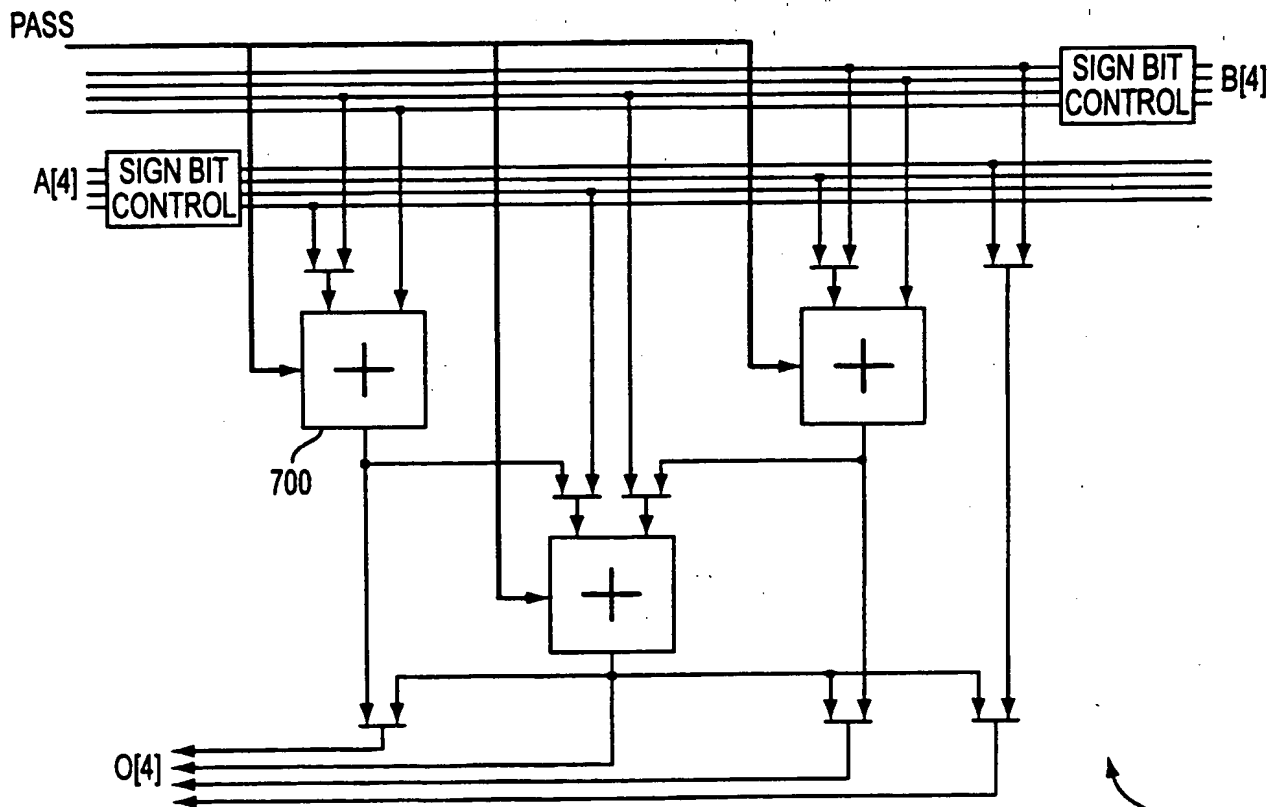 PASS
SIGN BIT
CONTROL
B[4]
A[4]
SIGN BIT
CONTROL
+
+
700
+
O[4]